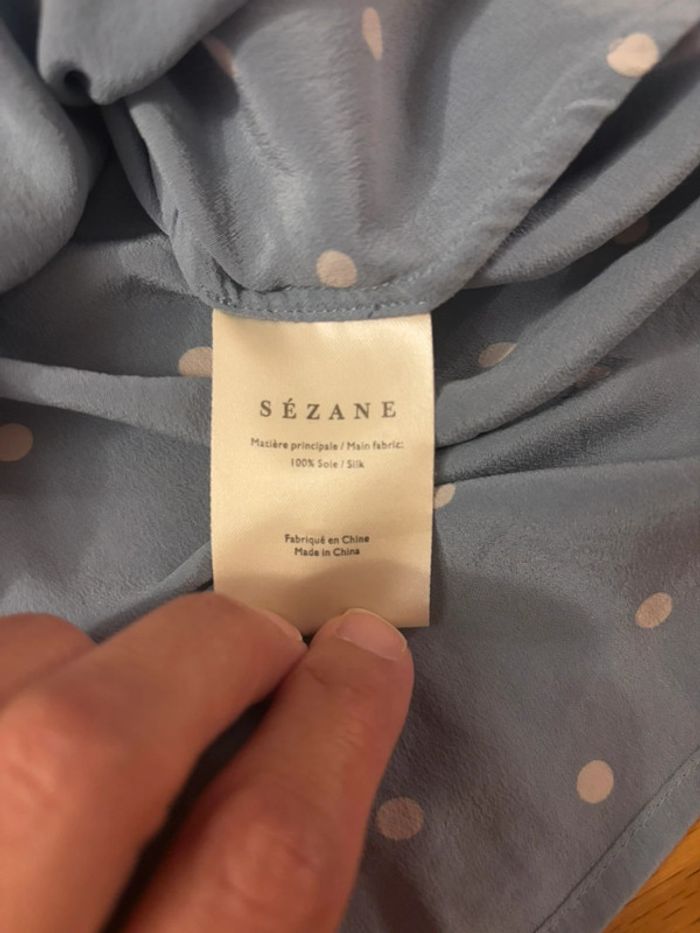 SÉZANE
Matière principale / Main fabric:
100% Soie / Silk
Fabriqué en Chine
Made in China